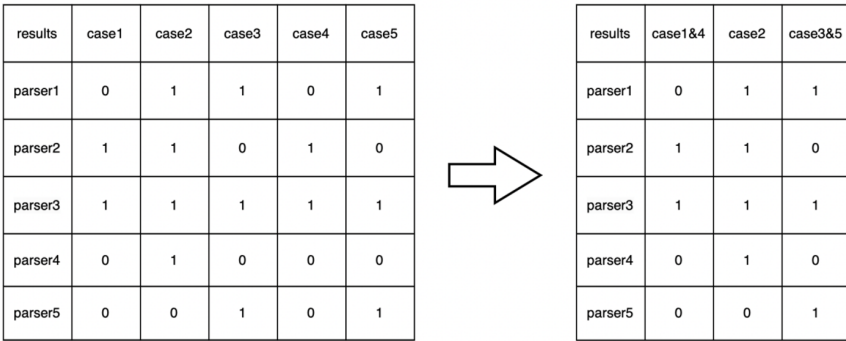 results case1 case2 case3 case4 case5
parser1 0 1 1 0 1
parser2 1 1 0 1 0
parser3 1 1 1 1 1
parser4 0 1 0 0 0
parser5 0 0 1 0 1
results case1&4 case2 case3&5
parser1 0 1 1
parser2 1 1 0
parser3 1 1 1
parser4 0 1 0
parser5 0 0 1